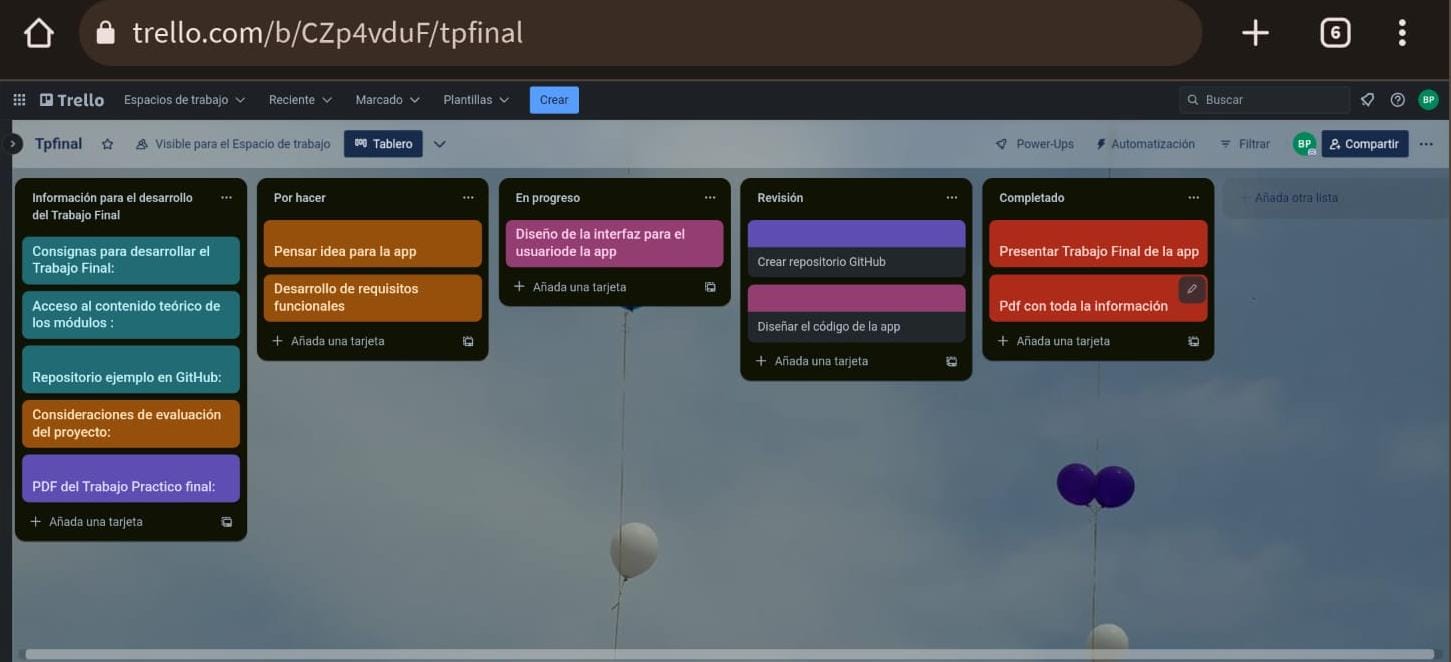 trello.com/b/CZp4vduF/tpfinal
6
Trello
Espacios de trabajo
Reciente
Marcado
Plantillas
Crear
Buscar
BP
Tpfinal
Visible para el Espacio de trabajo
Tablero
Power-Ups
Automatización
Filtrar
BP
Compartir
Información para el desarrollo
del Trabajo Final
Consignas para desarrollar el
Trabajo Final:
Acceso al contenido teórico de
los módulos :
Repositorio ejemplo en GitHub:
Consideraciones de evaluación
del proyecto:
PDF del Trabajo Practico final:
+ Añada una tarjeta
Por hacer
Pensar idea para la app
Desarrollo de requisitos
funcionales
+ Añada una tarjeta
En progreso
Diseño de la interfaz para el
usuariode la app
+ Añada una tarjeta
Revisión
Crear repositorio GitHub
Diseñar el código de la app
+ Añada una tarjeta
Completado
Presentar Trabajo Final de la app
Pdf con toda la información
+ Añada una tarjeta
+ Añada otra lista